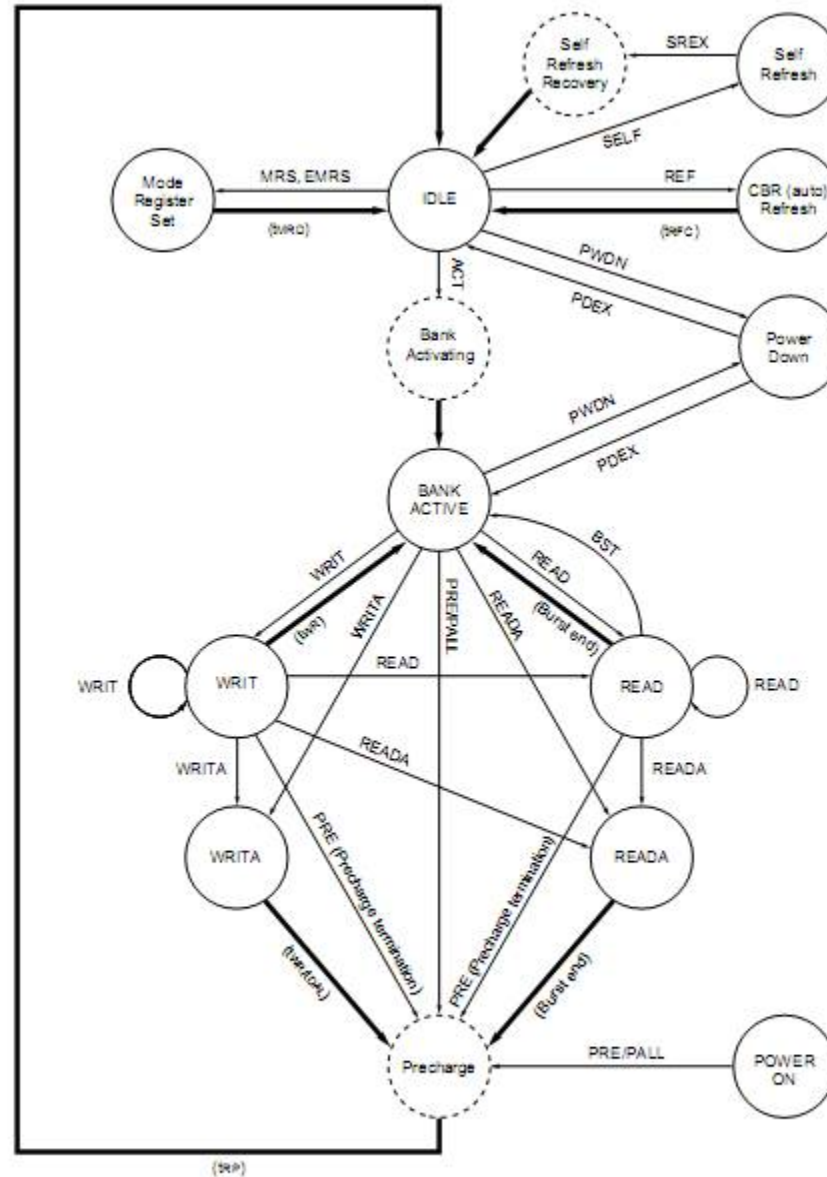 Self
Refresh
Recovery
SREX
Self
Refresh
SELF
Mode
Register
Set
MRS, EMRS
(tMRD)
IDLE
REF
(tRFC)
CBR (auto)
Refresh
ACT
PWDN
PDEX
Bank
Activating
Power
Down
PWDN
PDEX
BANK
ACTIVE
WRIT
(tWR)
WRITA
PRE/PALL
READA
READ
(Burst end)
BST
WRIT
WRIT
READ
READ
READ
WRITA
READA
READA
WRITA
PRE (Precharge termination)
PRE (Precharge termination)
READA
(Burst end)
Precharge
PRE/PALL
POWER
ON
(tRP)